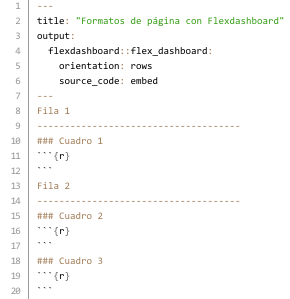 1 ---
2 title: "Formatos de página con Flexdashboard"
3 output:
4   flexdashboard::flex_dashboard:
5     orientation: rows
6     source_code: embed
7 ---
8 Fila 1
9 -------------------------------------
10 ### Cuadro 1
11 ```{r}
12 ```
13 Fila 2
14 -------------------------------------
15 ### Cuadro 2
16 ```{r}
17 ```
18 ### Cuadro 3
19 ```{r}
20 ```